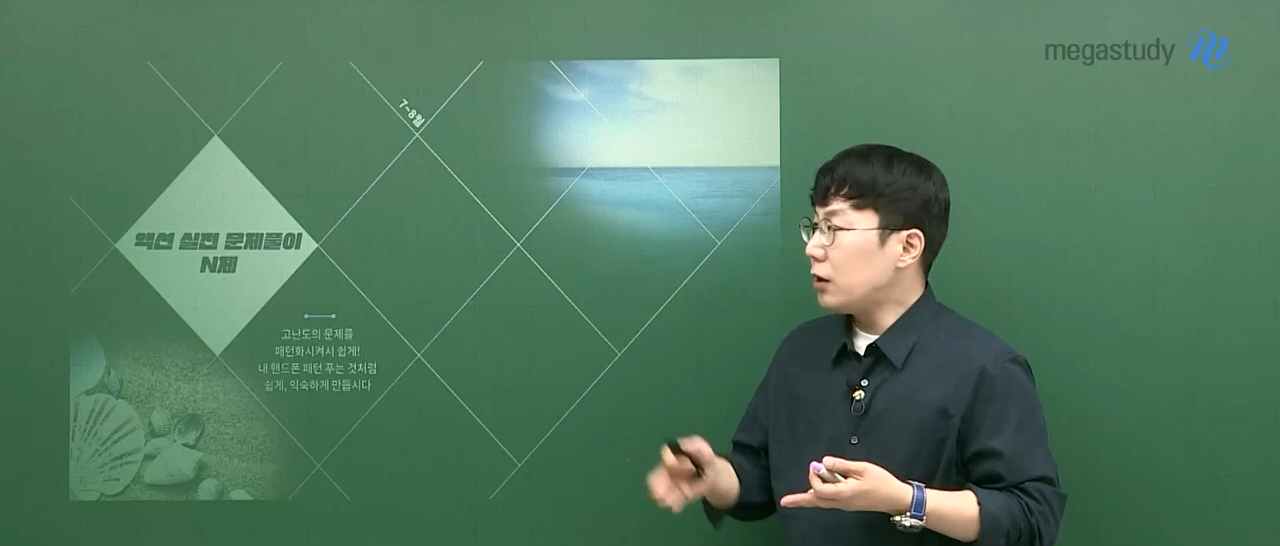 megastudy
7~8월
액션 실전 문제풀이
N제
고난도의 문제를
패턴화시켜서 쉽게!
내 핸드폰 패턴 푸는 것처럼
쉽게, 익숙하게 만듭시다